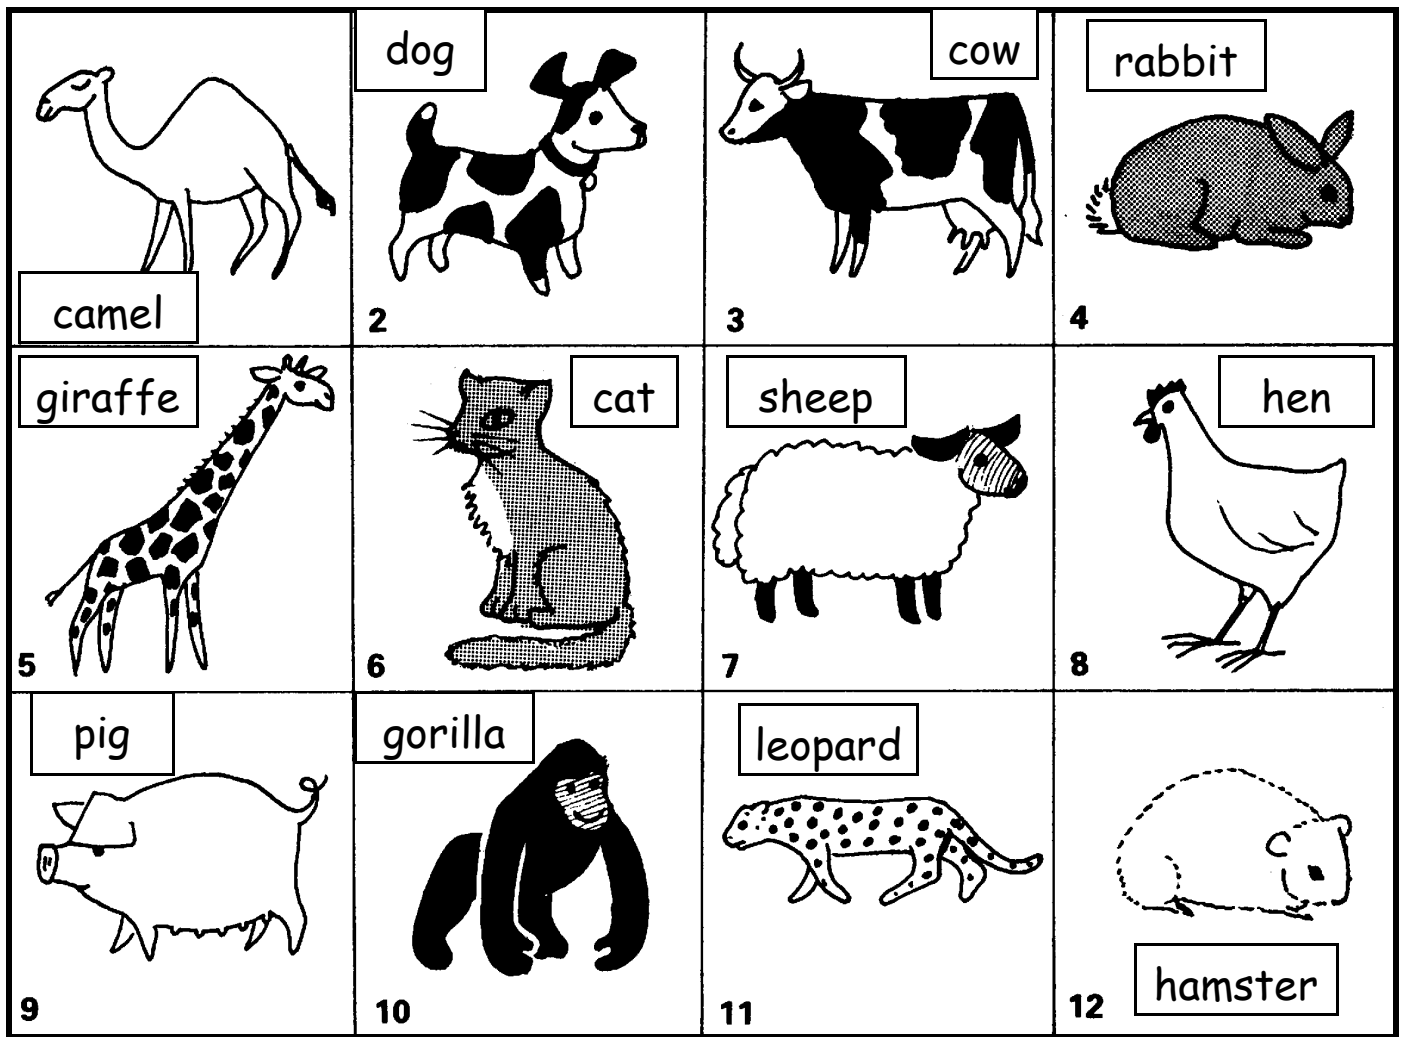 camel
dog
2
cow
3
rabbit
4
giraffe
5
cat
6
sheep
7
hen
8
pig
9
gorilla
10
leopard
11
hamster
12